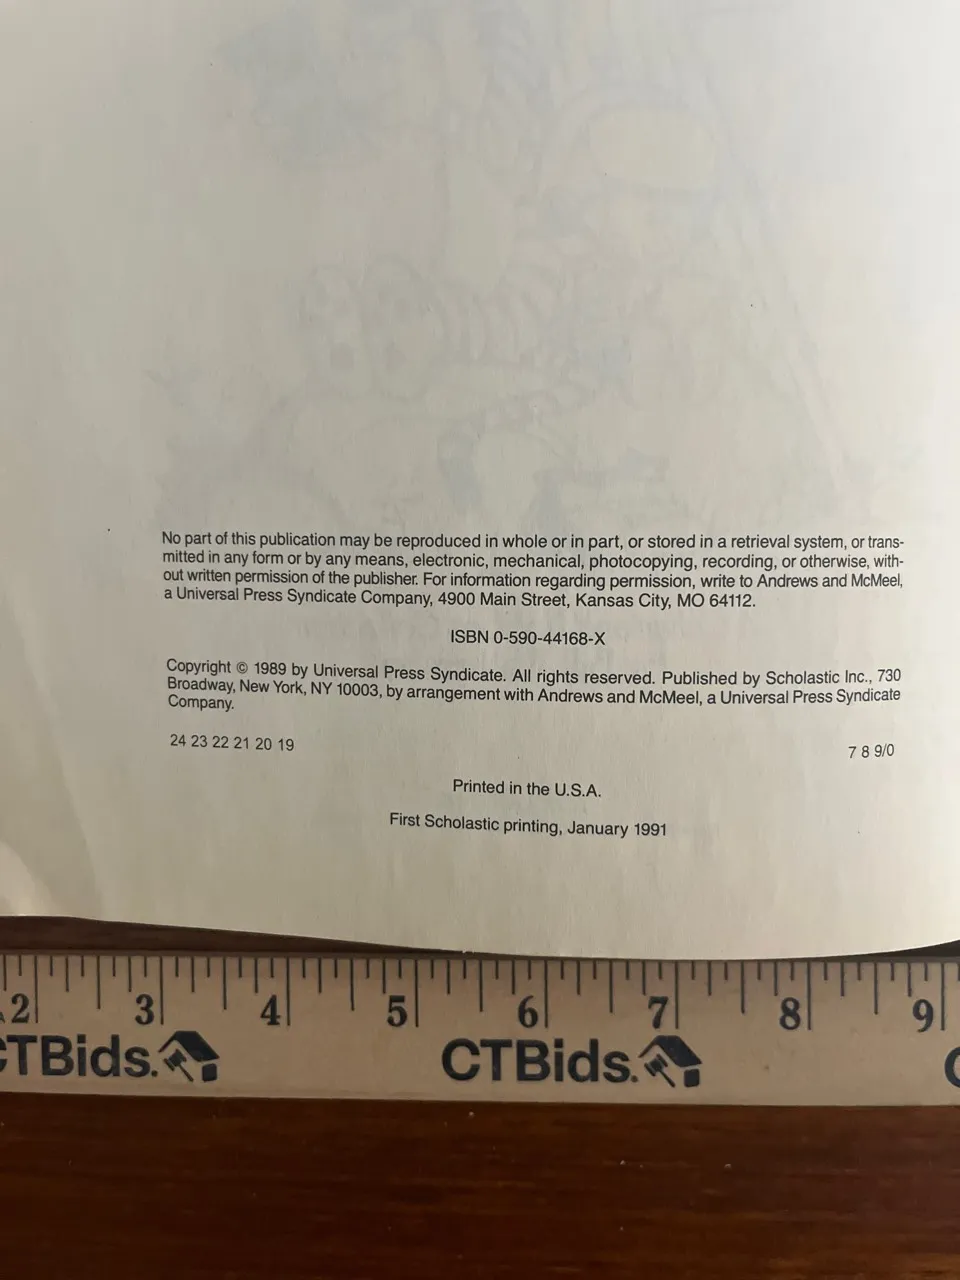 No part of this publication may be reproduced in whole or in part, or stored in a retrieval system, or trans-
mitted in any form or by any means, electronic, mechanical, photocopying, recording, or otherwise, with-
out written permission of the publisher. For information regarding permission, write to Andrews and McMeel,
a Universal Press Syndicate Company, 4900 Main Street, Kansas City, MO 64112.
ISBN 0-590-44168-X
Copyright © 1989 by Universal Press Syndicate. All rights reserved. Published by Scholastic Inc., 730
Broadway, New York, NY 10003, by arrangement with Andrews and McMeel, a Universal Press Syndicate
Company.
24 23 22 21 20 19 7 8 9/0
Printed in the U.S.A.
First Scholastic printing, January 1991
2 3 4 5 6 7 8 9
CTBids. CTBids. C